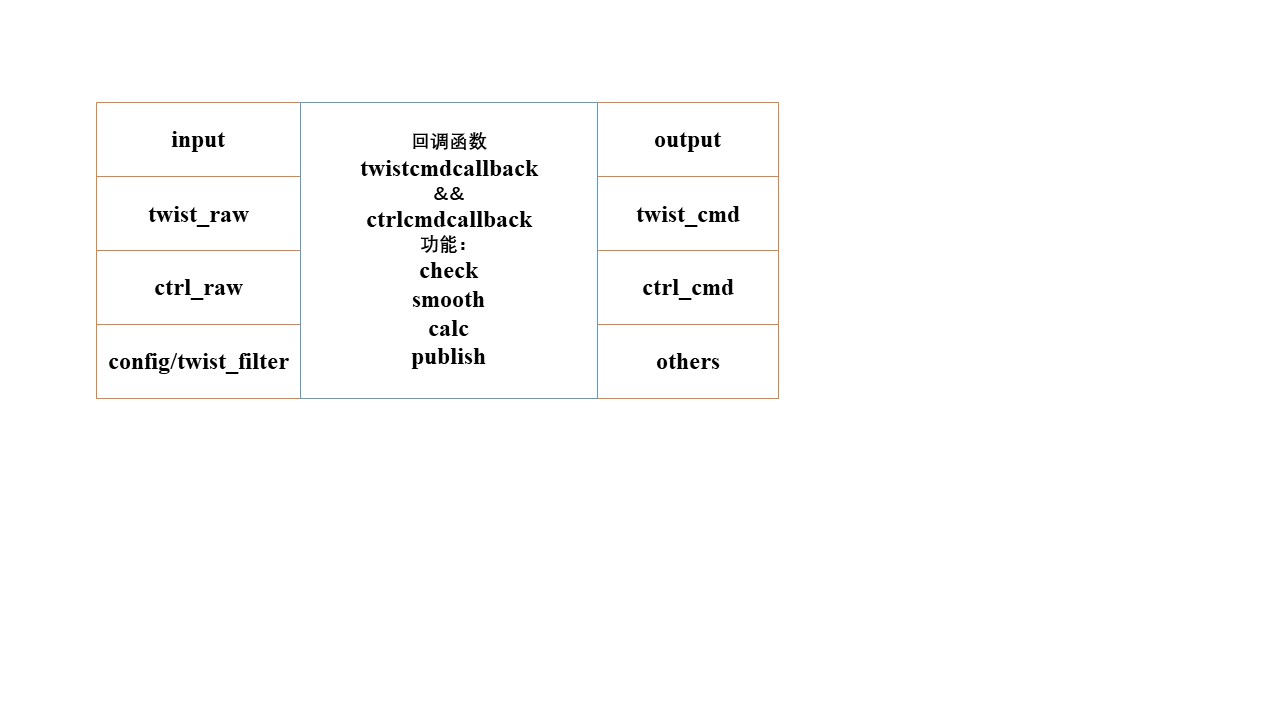 input
twist_raw
ctrl_raw
config/twist_filter
回调函数
twistcmdcallback
&&
ctrlcmdcallback
功能：
check
smooth
calc
publish
output
twist_cmd
ctrl_cmd
others